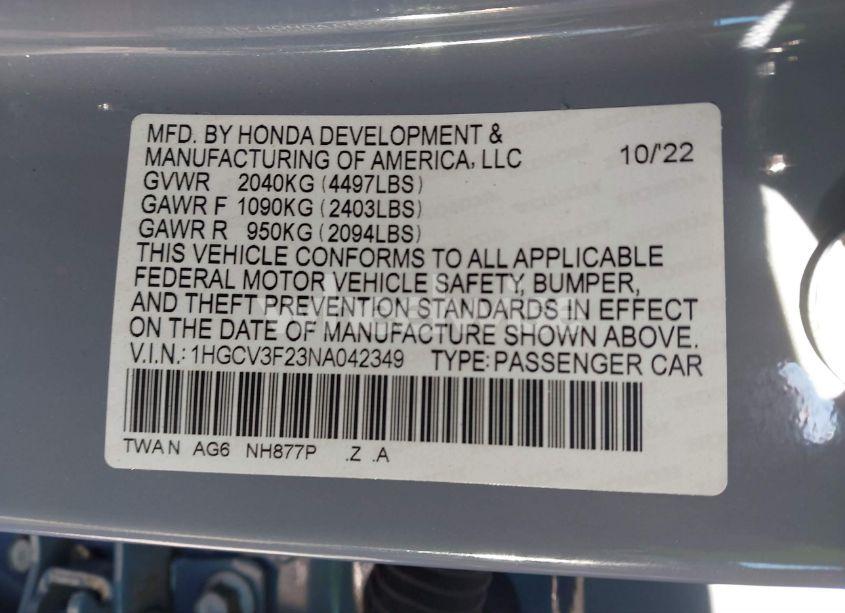 MFD. BY HONDA DEVELOPMENT &
MANUFACTURING OF AMERICA, LLC 10/'22
GVWR 2040KG (4497LBS)
GAWR F 1090KG (2403LBS)
GAWR R 950KG (2094LBS)
THIS VEHICLE CONFORMS TO ALL APPLICABLE
FEDERAL MOTOR VEHICLE SAFETY, BUMPER,
AND THEFT PREVENTION STANDARDS IN EFFECT
ON THE DATE OF MANUFACTURE SHOWN ABOVE.
V.I.N.: 1HGCV3F23NA042349 TYPE: PASSENGER CAR
TWAN AG6 NH877P .Z .A